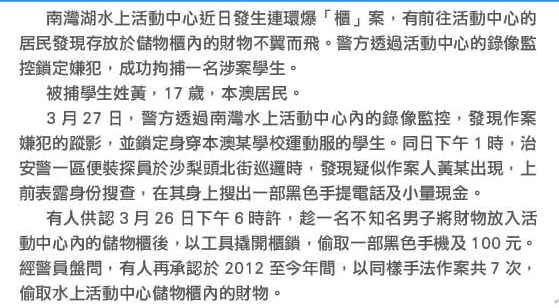 南灣湖水上活動中心近日發生連環爆「櫃」案，有前往活動中心的
居民發現存放於儲物櫃內的財物不翼而飛。警方透過活動中心的錄像監
控鎖定嫌犯，成功拘捕一名涉案學生。
被捕學生姓黃，17 歲，本澳居民。
3 月 27 日，警方透過南灣水上活動中心內的錄像監控，發現作案
嫌犯的蹤影，並鎖定身穿本澳某學校運動服的學生。同日下午 1 時，治
安警一區便裝探員於沙梨頭北街巡邏時，發現疑似作案人黃某出現，上
前表露身份搜查，在其身上搜出一部黑色手提電話及小量現金。
有人供認 3 月 26 日下午 6 時許，趁一名不知名男子將財物放入活
動中心內的儲物櫃後，以工具撬開櫃鎖，偷取一部黑色手機及 100 元。
經警員盤問，有人再承認於 2012 至今年間，以同樣手法作案共 7 次，
偷取水上活動中心儲物櫃內的財物。